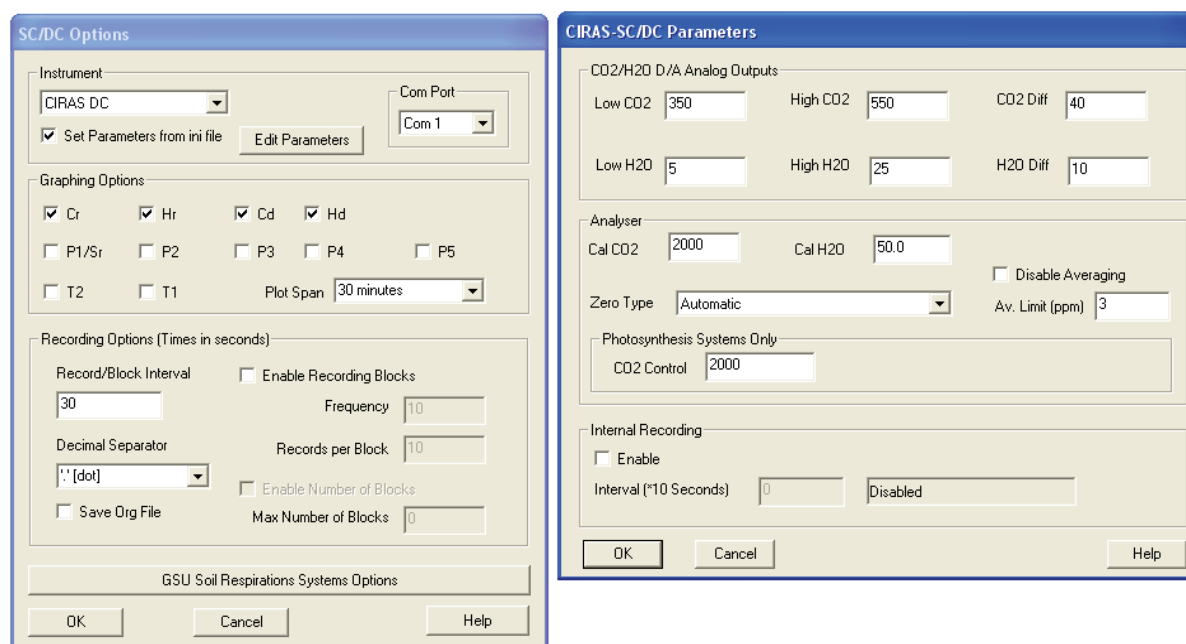 SC/DC Options
Instrument
CIRAS DC
Com Port
Com 1
Set Parameters from ini file
Edit Parameters
Graphing Options
Cr Hr Cd Hd
P1/Sr P2 P3 P4 P5
T2 T1 Plot Span 30 minutes
Recording Options (Times in seconds)
Record/Block Interval
30
Enable Recording Blocks
Frequency 10
Decimal Separator
'.' [dot]
Records per Block 10
Enable Number of Blocks
Save Org File
Max Number of Blocks 0
GSU Soil Respirations Systems Options
OK Cancel Help
CIRAS-SC/DC Parameters
CO2/H2O D/A Analog Outputs
Low CO2 350 High CO2 550 CO2 Diff 40
Low H2O 5 High H2O 25 H2O Diff 10
Analyser
Cal CO2 2000 Cal H2O 50.0
Disable Averaging
Zero Type Automatic Av. Limit (ppm) 3
Photosynthesis Systems Only
CO2 Control 2000
Internal Recording
Enable
Interval (*10 Seconds) 0 Disabled
OK Cancel Help